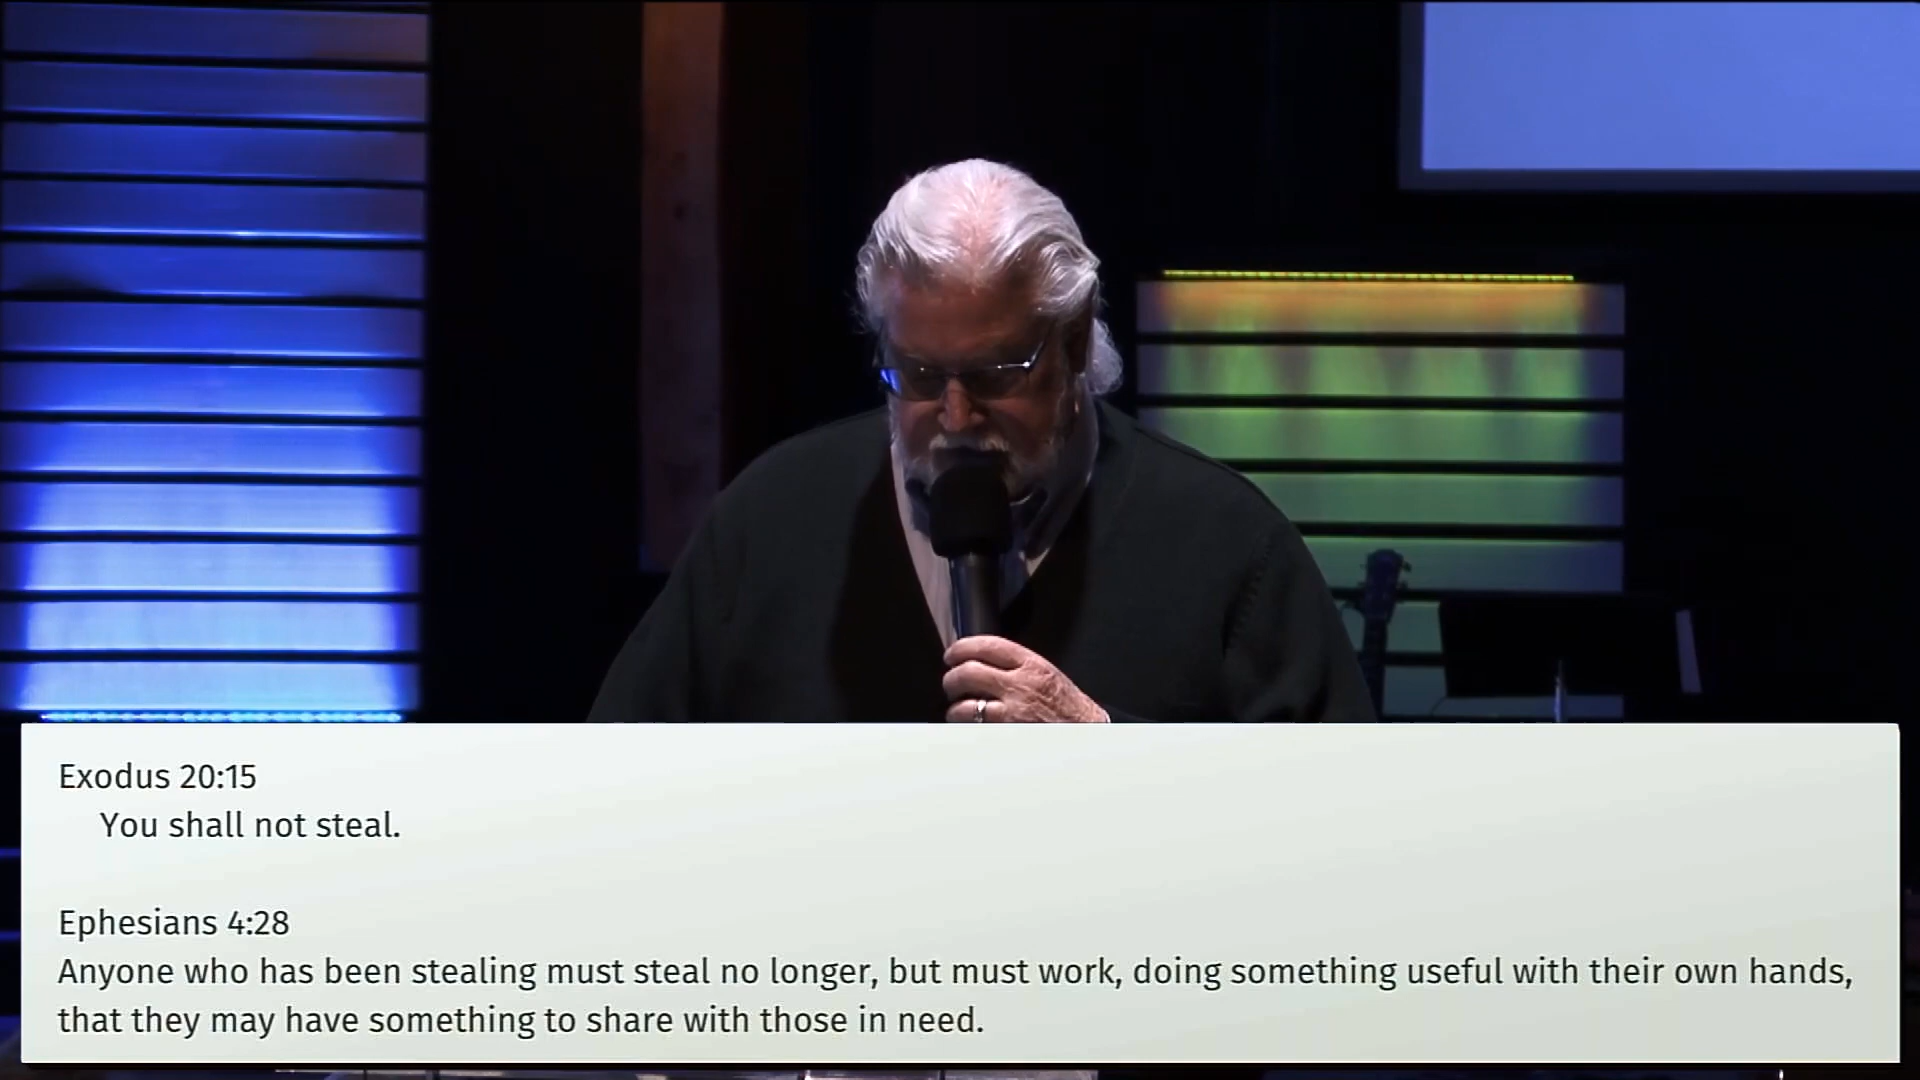 Exodus 20:15
You shall not steal.
Ephesians 4:28
Anyone who has been stealing must steal no longer, but must work, doing something useful with their own hands,
that they may have something to share with those in need.